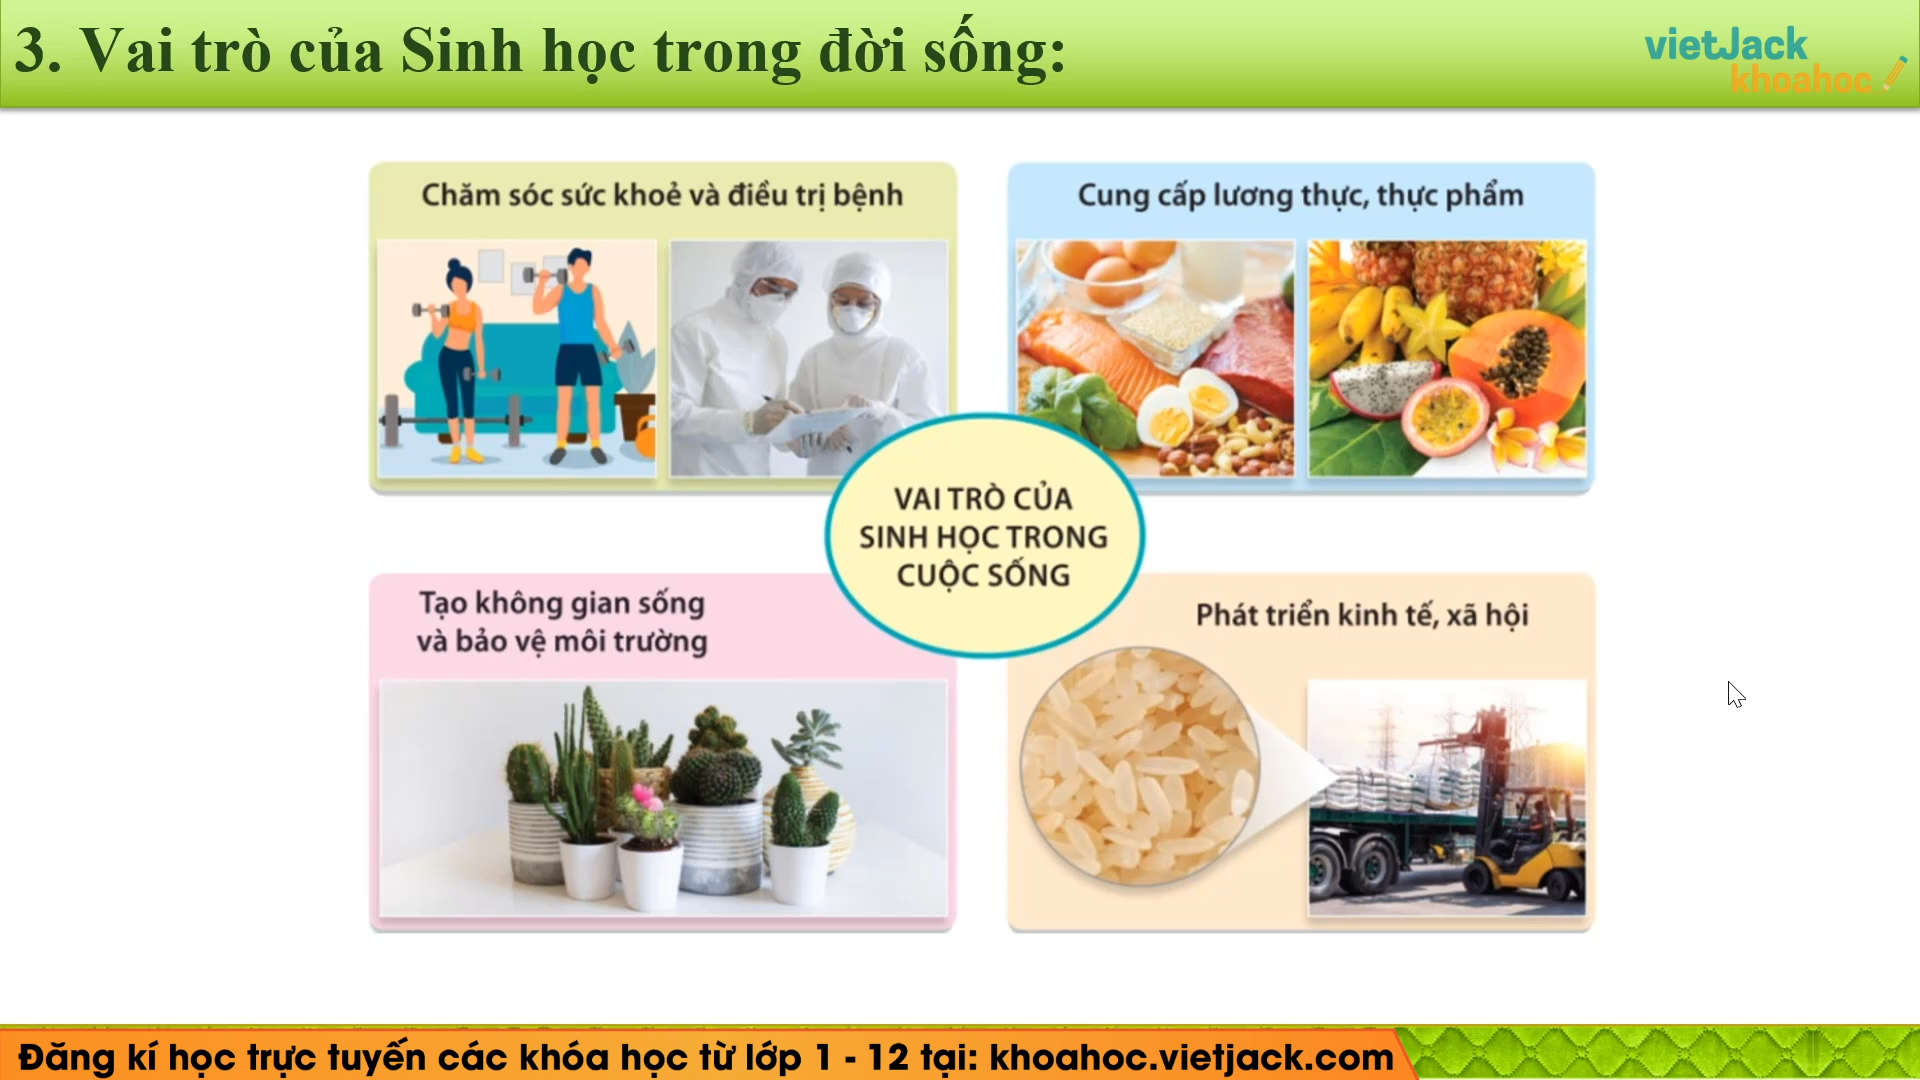 3. Vai trò của Sinh học trong đời sống:
vietJack
khoahoc
Chăm sóc sức khoẻ và điều trị bệnh
Cung cấp lương thực, thực phẩm
VAI TRÒ CỦA
SINH HỌC TRONG
CUỘC SỐNG
Tạo không gian sống
và bảo vệ môi trường
Phát triển kinh tế, xã hội
Đăng kí học trực tuyến các khóa học từ lớp 1 - 12 tại: khoahoc.vietjack.com